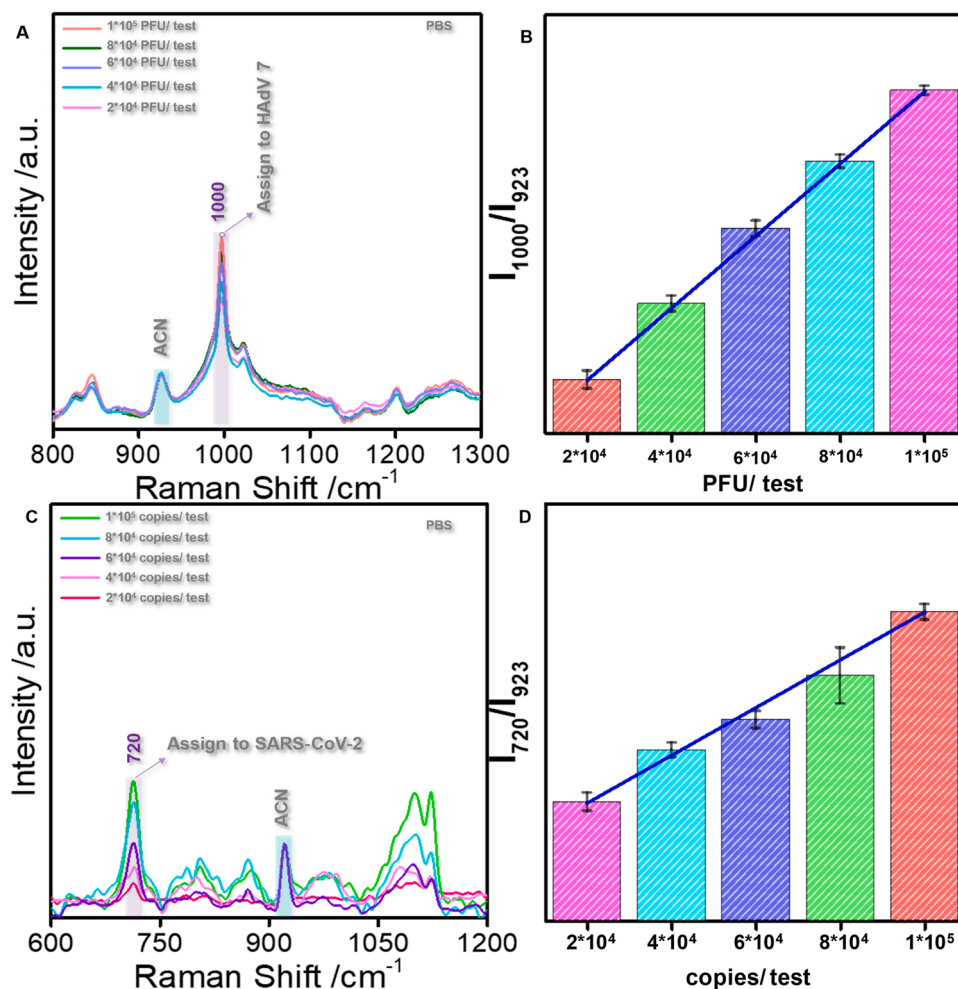 A
1*10⁵ PFU/ test
8*10⁴ PFU/ test
6*10⁴ PFU/ test
4*10⁴ PFU/ test
2*10⁴ PFU/ test
PBS
1000
Assign to HAdV 7
ACN
Intensity /a.u.
800 900 1000 1100 1200 1300
Raman Shift /cm⁻¹
B
I₁₀₀₀/I₉₂₃
2*10⁴ 4*10⁴ 6*10⁴ 8*10⁴ 1*10⁵
PFU/ test
C
1*10⁵ copies/ test
8*10⁴ copies/ test
6*10⁴ copies/ test
4*10⁴ copies/ test
2*10⁴ copies/ test
PBS
720
Assign to SARS-CoV-2
ACN
Intensity /a.u.
600 750 900 1050 1200
Raman Shift /cm⁻¹
D
I₇₂₀/I₉₂₃
2*10⁴ 4*10⁴ 6*10⁴ 8*10⁴ 1*10⁵
copies/ test